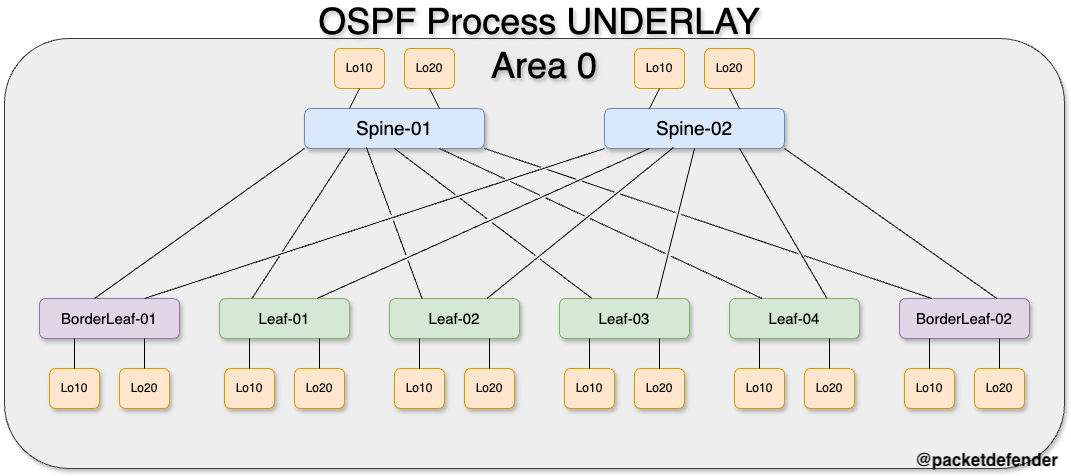 OSPF Process UNDERLAY
Area 0
Lo10
Lo20
Lo10
Lo20
Spine-01
Spine-02
BorderLeaf-01
Leaf-01
Leaf-02
Leaf-03
Leaf-04
BorderLeaf-02
Lo10
Lo20
Lo10
Lo20
Lo10
Lo20
Lo10
Lo20
Lo10
Lo20
Lo10
Lo20
@packetdefender